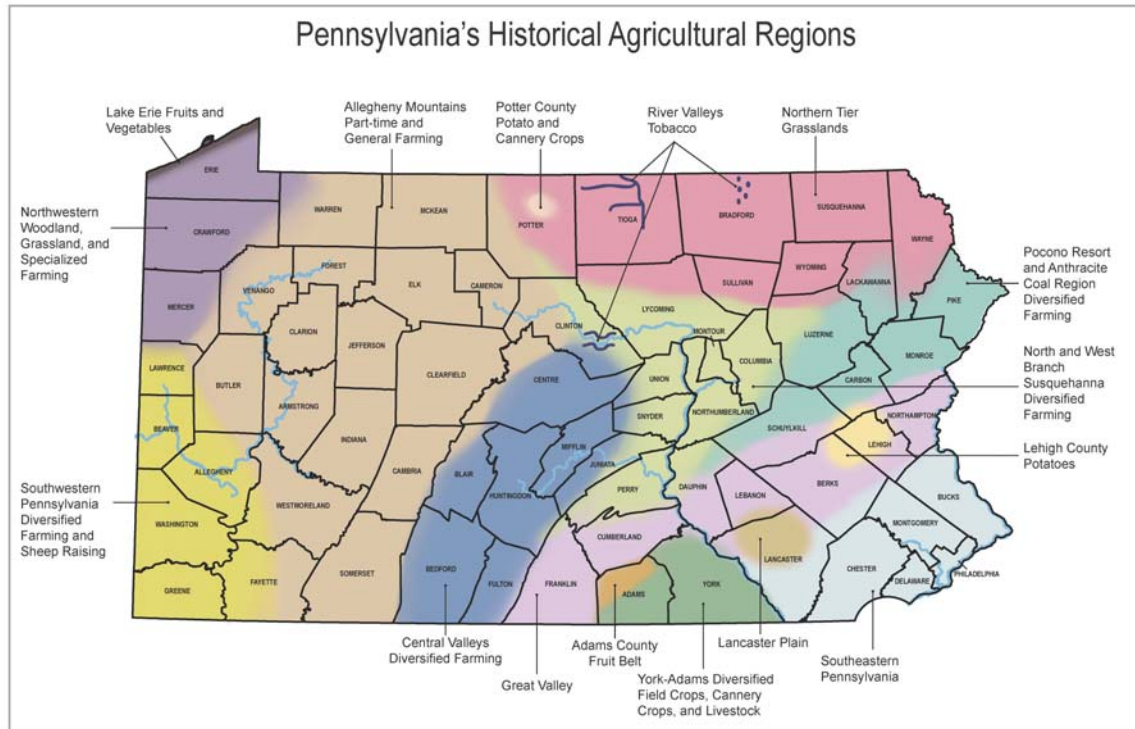 Pennsylvania's Historical Agricultural Regions
Lake Erie Fruits and
Vegetables
Allegheny Mountains
Part-time and
General Farming
Potter County
Potato and
Cannery Crops
River Valleys
Tobacco
Northern Tier
Grasslands
Northwestern
Woodland,
Grassland, and
Specialized
Farming
Pocono Resort
and Anthracite
Coal Region
Diversified
Farming
North and West
Branch
Susquehanna
Diversified
Farming
Lehigh County
Potatoes
Southwestern
Pennsylvania
Diversified
Farming and
Sheep Raising
ERIE
CRAWFORD
WARREN
MCKEAN
POTTER
TIOGA
BRADFORD
SUSQUEHANNA
WAYNE
MERCER
VENANGO
FOREST
ELK
CAMERON
CLINTON
LYCOMING
SULLIVAN
WYOMING
LACKAWANNA
PIKE
LAWRENCE
BUTLER
CLARION
JEFFERSON
CLEARFIELD
CENTRE
UNION
MONTOUR
COLUMBIA
LUZERNE
MONROE
CARBON
BEAVER
ARMSTRONG
INDIANA
SNYDER
NORTHUMBERLAND
SCHUYLKILL
NORTHAMPTON
LEHIGH
ALLEGHENY
CAMBRIA
BLAIR
HUNTINGDON
MIFFLIN
JUNIATA
PERRY
DAUPHIN
LEBANON
BERKS
BUCKS
WASHINGTON
WESTMORELAND
CUMBERLAND
LANCASTER
MONTGOMERY
PHILADELPHIA
GREENE
FAYETTE
SOMERSET
BEDFORD
FULTON
FRANKLIN
ADAMS
YORK
CHESTER
DELAWARE
Central Valleys
Diversified Farming
Great Valley
Adams County
Fruit Belt
York-Adams Diversified
Field Crops, Cannery
Crops, and Livestock
Lancaster Plain
Southeastern
Pennsylvania